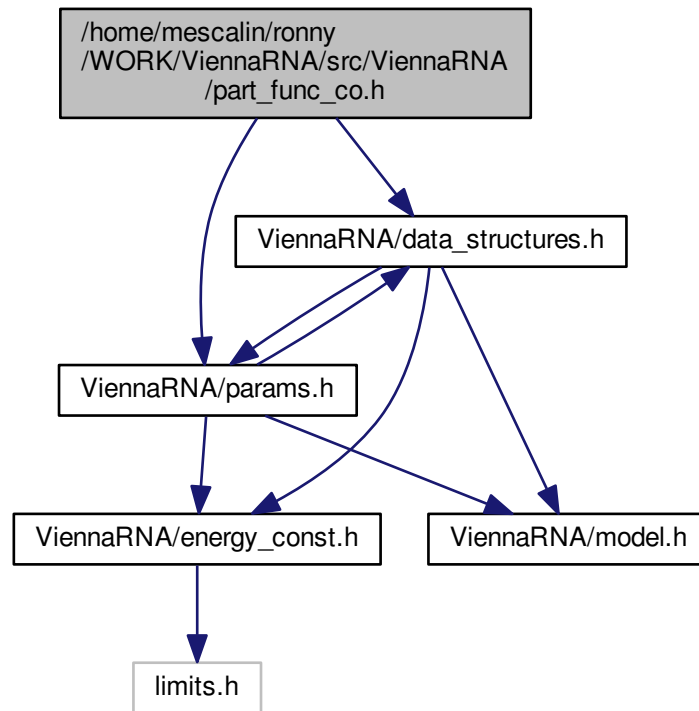 /home/mescalin/ronny
/WORK/ViennaRNA/src/ViennaRNA
/part_func_co.h
ViennaRNA/data_structures.h
ViennaRNA/params.h
ViennaRNA/energy_const.h
ViennaRNA/model.h
limits.h